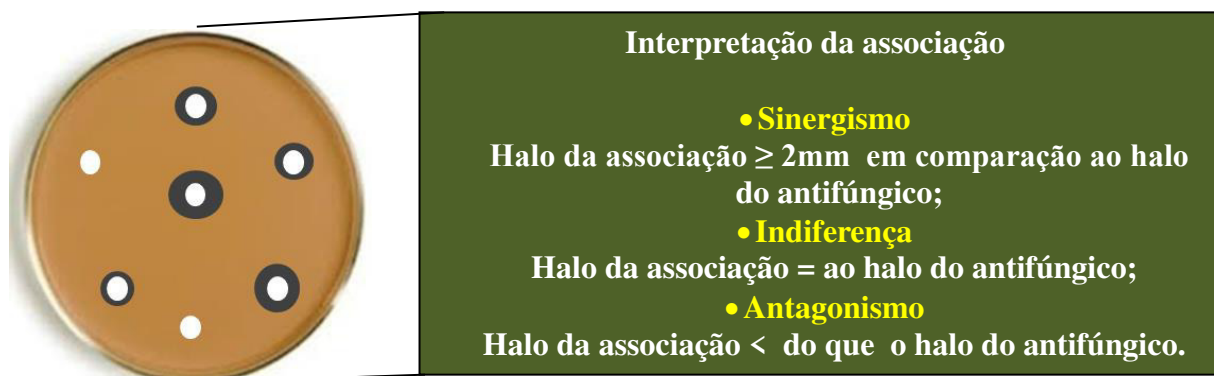 Interpretação da associação
•Sinergismo
Halo da associação ≥ 2mm em comparação ao halo
do antifúngico;
•Indiferença
Halo da associação = ao halo do antifúngico;
•Antagonismo
Halo da associação < do que o halo do antifúngico.